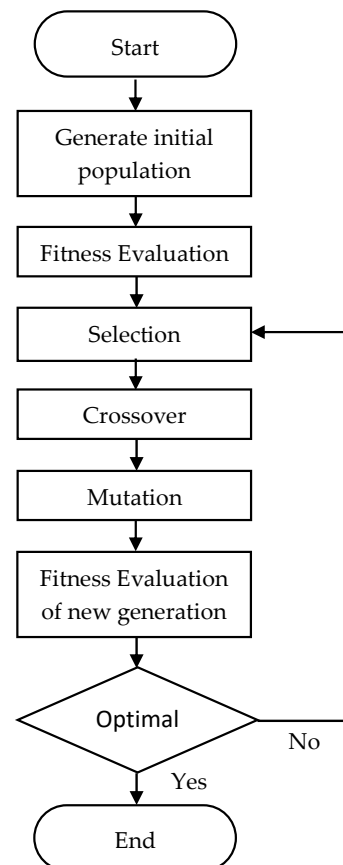 Start
Generate initial
population
Fitness Evaluation
Selection
Crossover
Mutation
Fitness Evaluation
of new generation
Optimal
No
Yes
End